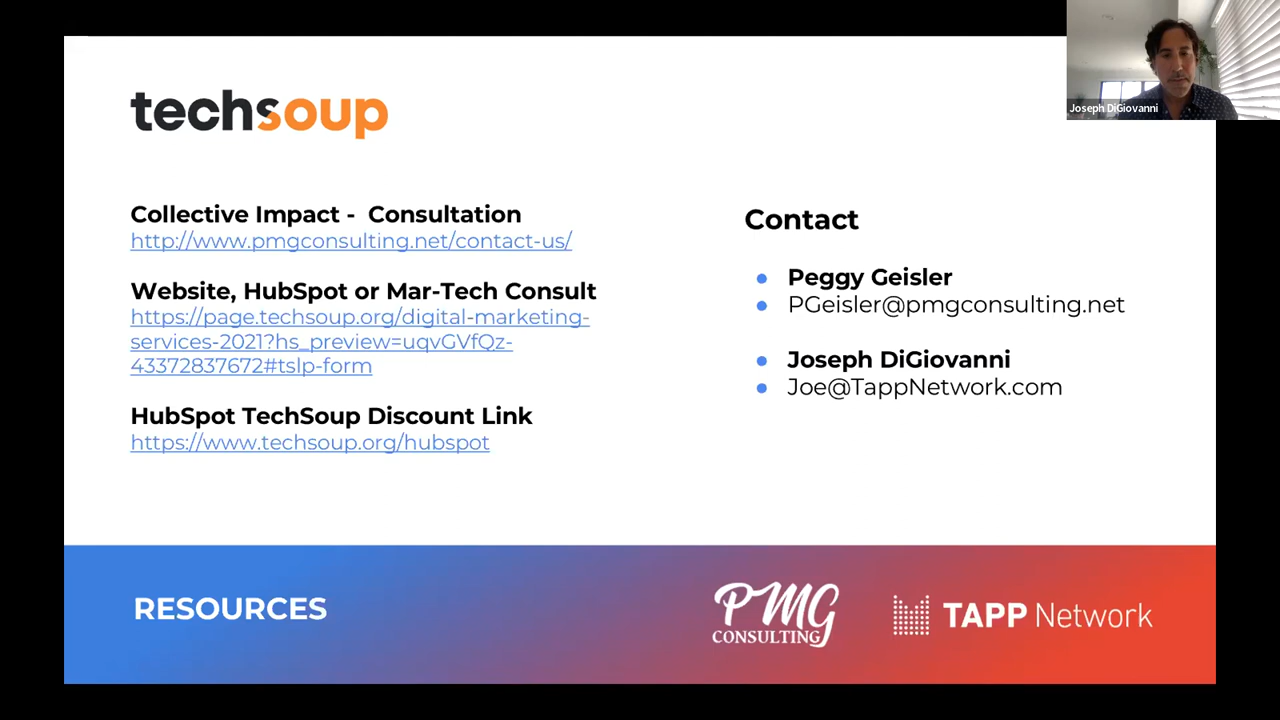 Joseph DiGiovanni
techsoup
Collective Impact -  Consultation
http://www.pmgconsulting.net/contact-us/
Website, HubSpot or Mar-Tech Consult
https://page.techsoup.org/digital-marketing-
services-2021?hs_preview=uqvGVfQz-
43372837672#tslp-form
HubSpot TechSoup Discount Link
https://www.techsoup.org/hubspot
Contact
● Peggy Geisler
● PGeisler@pmgconsulting.net
● Joseph DiGiovanni
● Joe@TappNetwork.com
RESOURCES
PMG
CONSULTING
TAPP Network